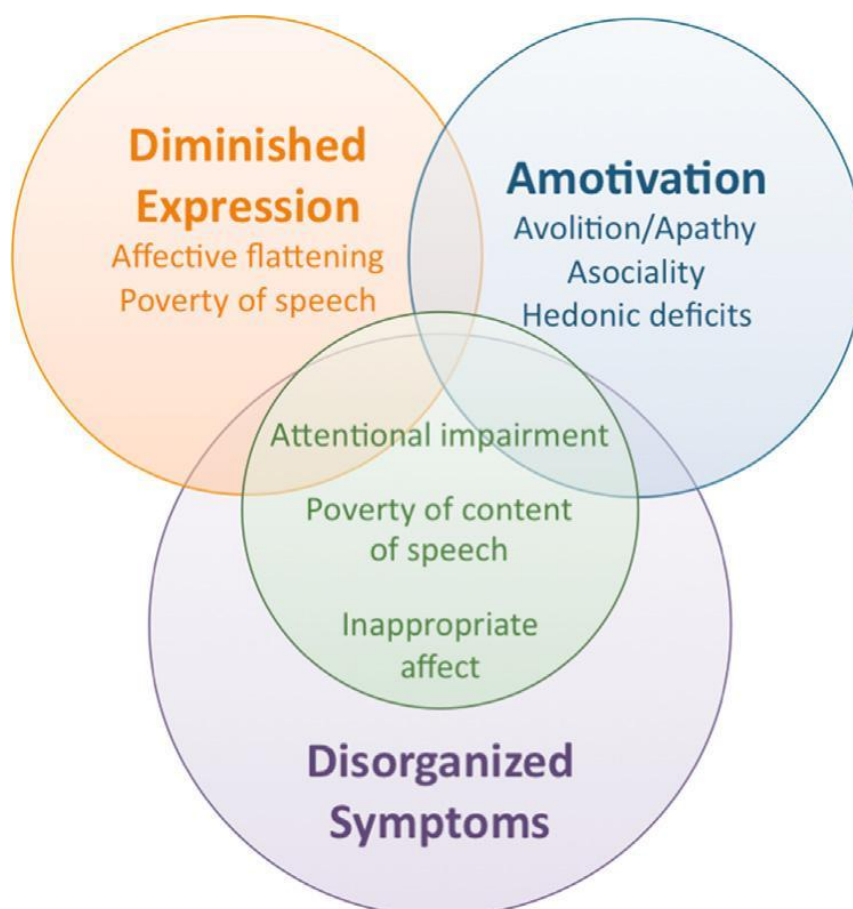 Diminished
Expression
Affective flattening
Poverty of speech
Amotivation
Avolition/Apathy
Asociality
Hedonic deficits
Attentional impairment
Poverty of content
of speech
Inappropriate
affect
Disorganized
Symptoms